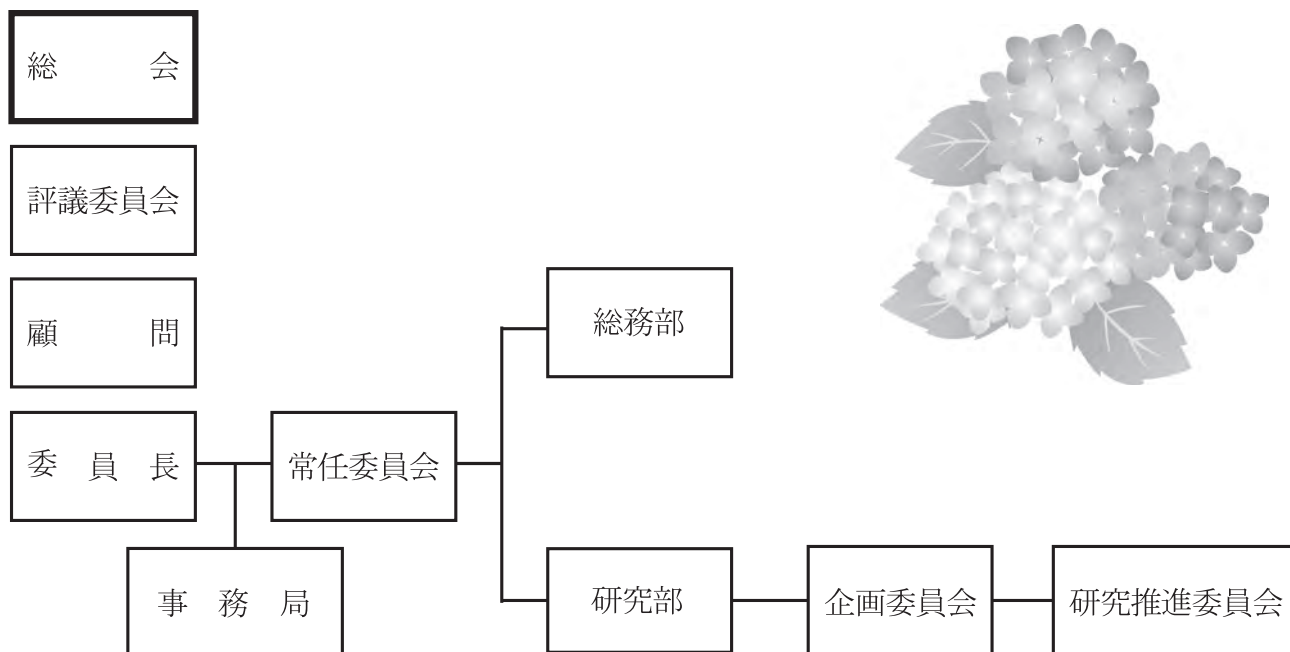 総会
評議委員会
顧問
総務部
委員長
常任委員会
事務局
研究部
企画委員会
研究推進委員会